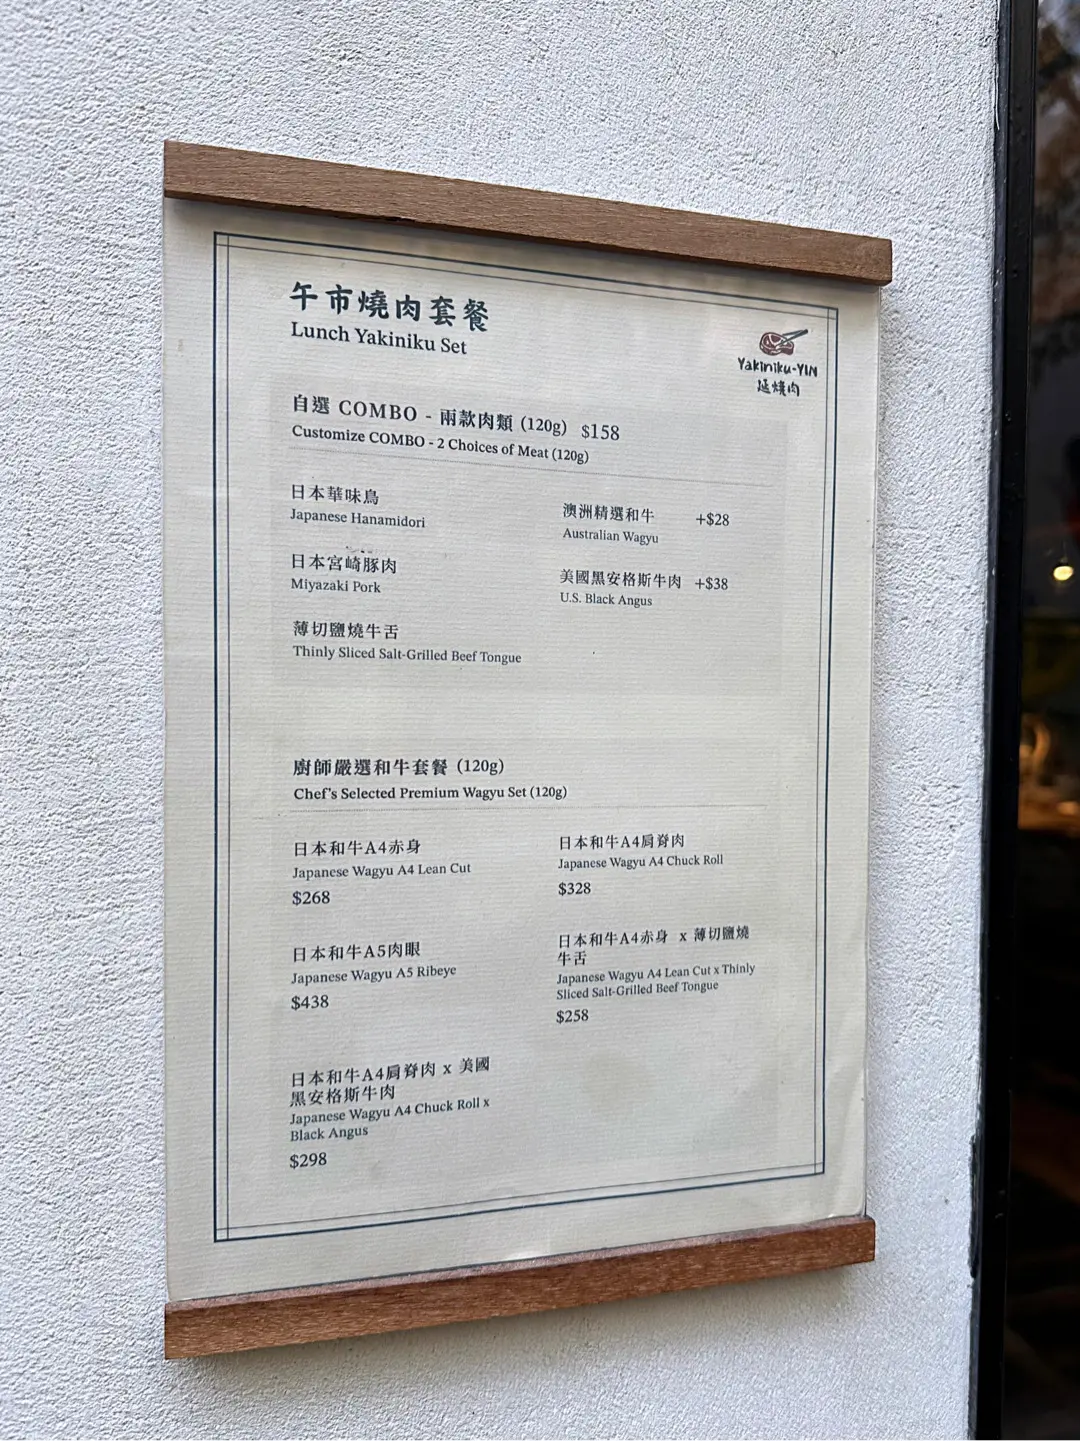 午市燒肉套餐
Lunch Yakiniku Set
Yakiniku-YIN
延燒肉
自選 COMBO - 兩款肉類 (120g) $158
Customize COMBO - 2 Choices of Meat (120g)
日本華味鳥
Japanese Hanamidori
日本宮崎豚肉
Miyazaki Pork
薄切鹽燒牛舌
Thinly Sliced Salt-Grilled Beef Tongue
澳洲精選和牛 +$28
Australian Wagyu
美國黑安格斯牛肉 +$38
U.S. Black Angus
廚師嚴選和牛套餐 (120g)
Chef's Selected Premium Wagyu Set (120g)
日本和牛A4赤身
Japanese Wagyu A4 Lean Cut
$268
日本和牛A4肩脊肉
Japanese Wagyu A4 Chuck Roll
$328
日本和牛A5肉眼
Japanese Wagyu A5 Ribeye
$438
日本和牛A4赤身 x 薄切鹽燒
牛舌
Japanese Wagyu A4 Lean Cut x Thinly
Sliced Salt-Grilled Beef Tongue
$258
日本和牛A4肩脊肉 x 美國
黑安格斯牛肉
Japanese Wagyu A4 Chuck Roll x
Black Angus
$298